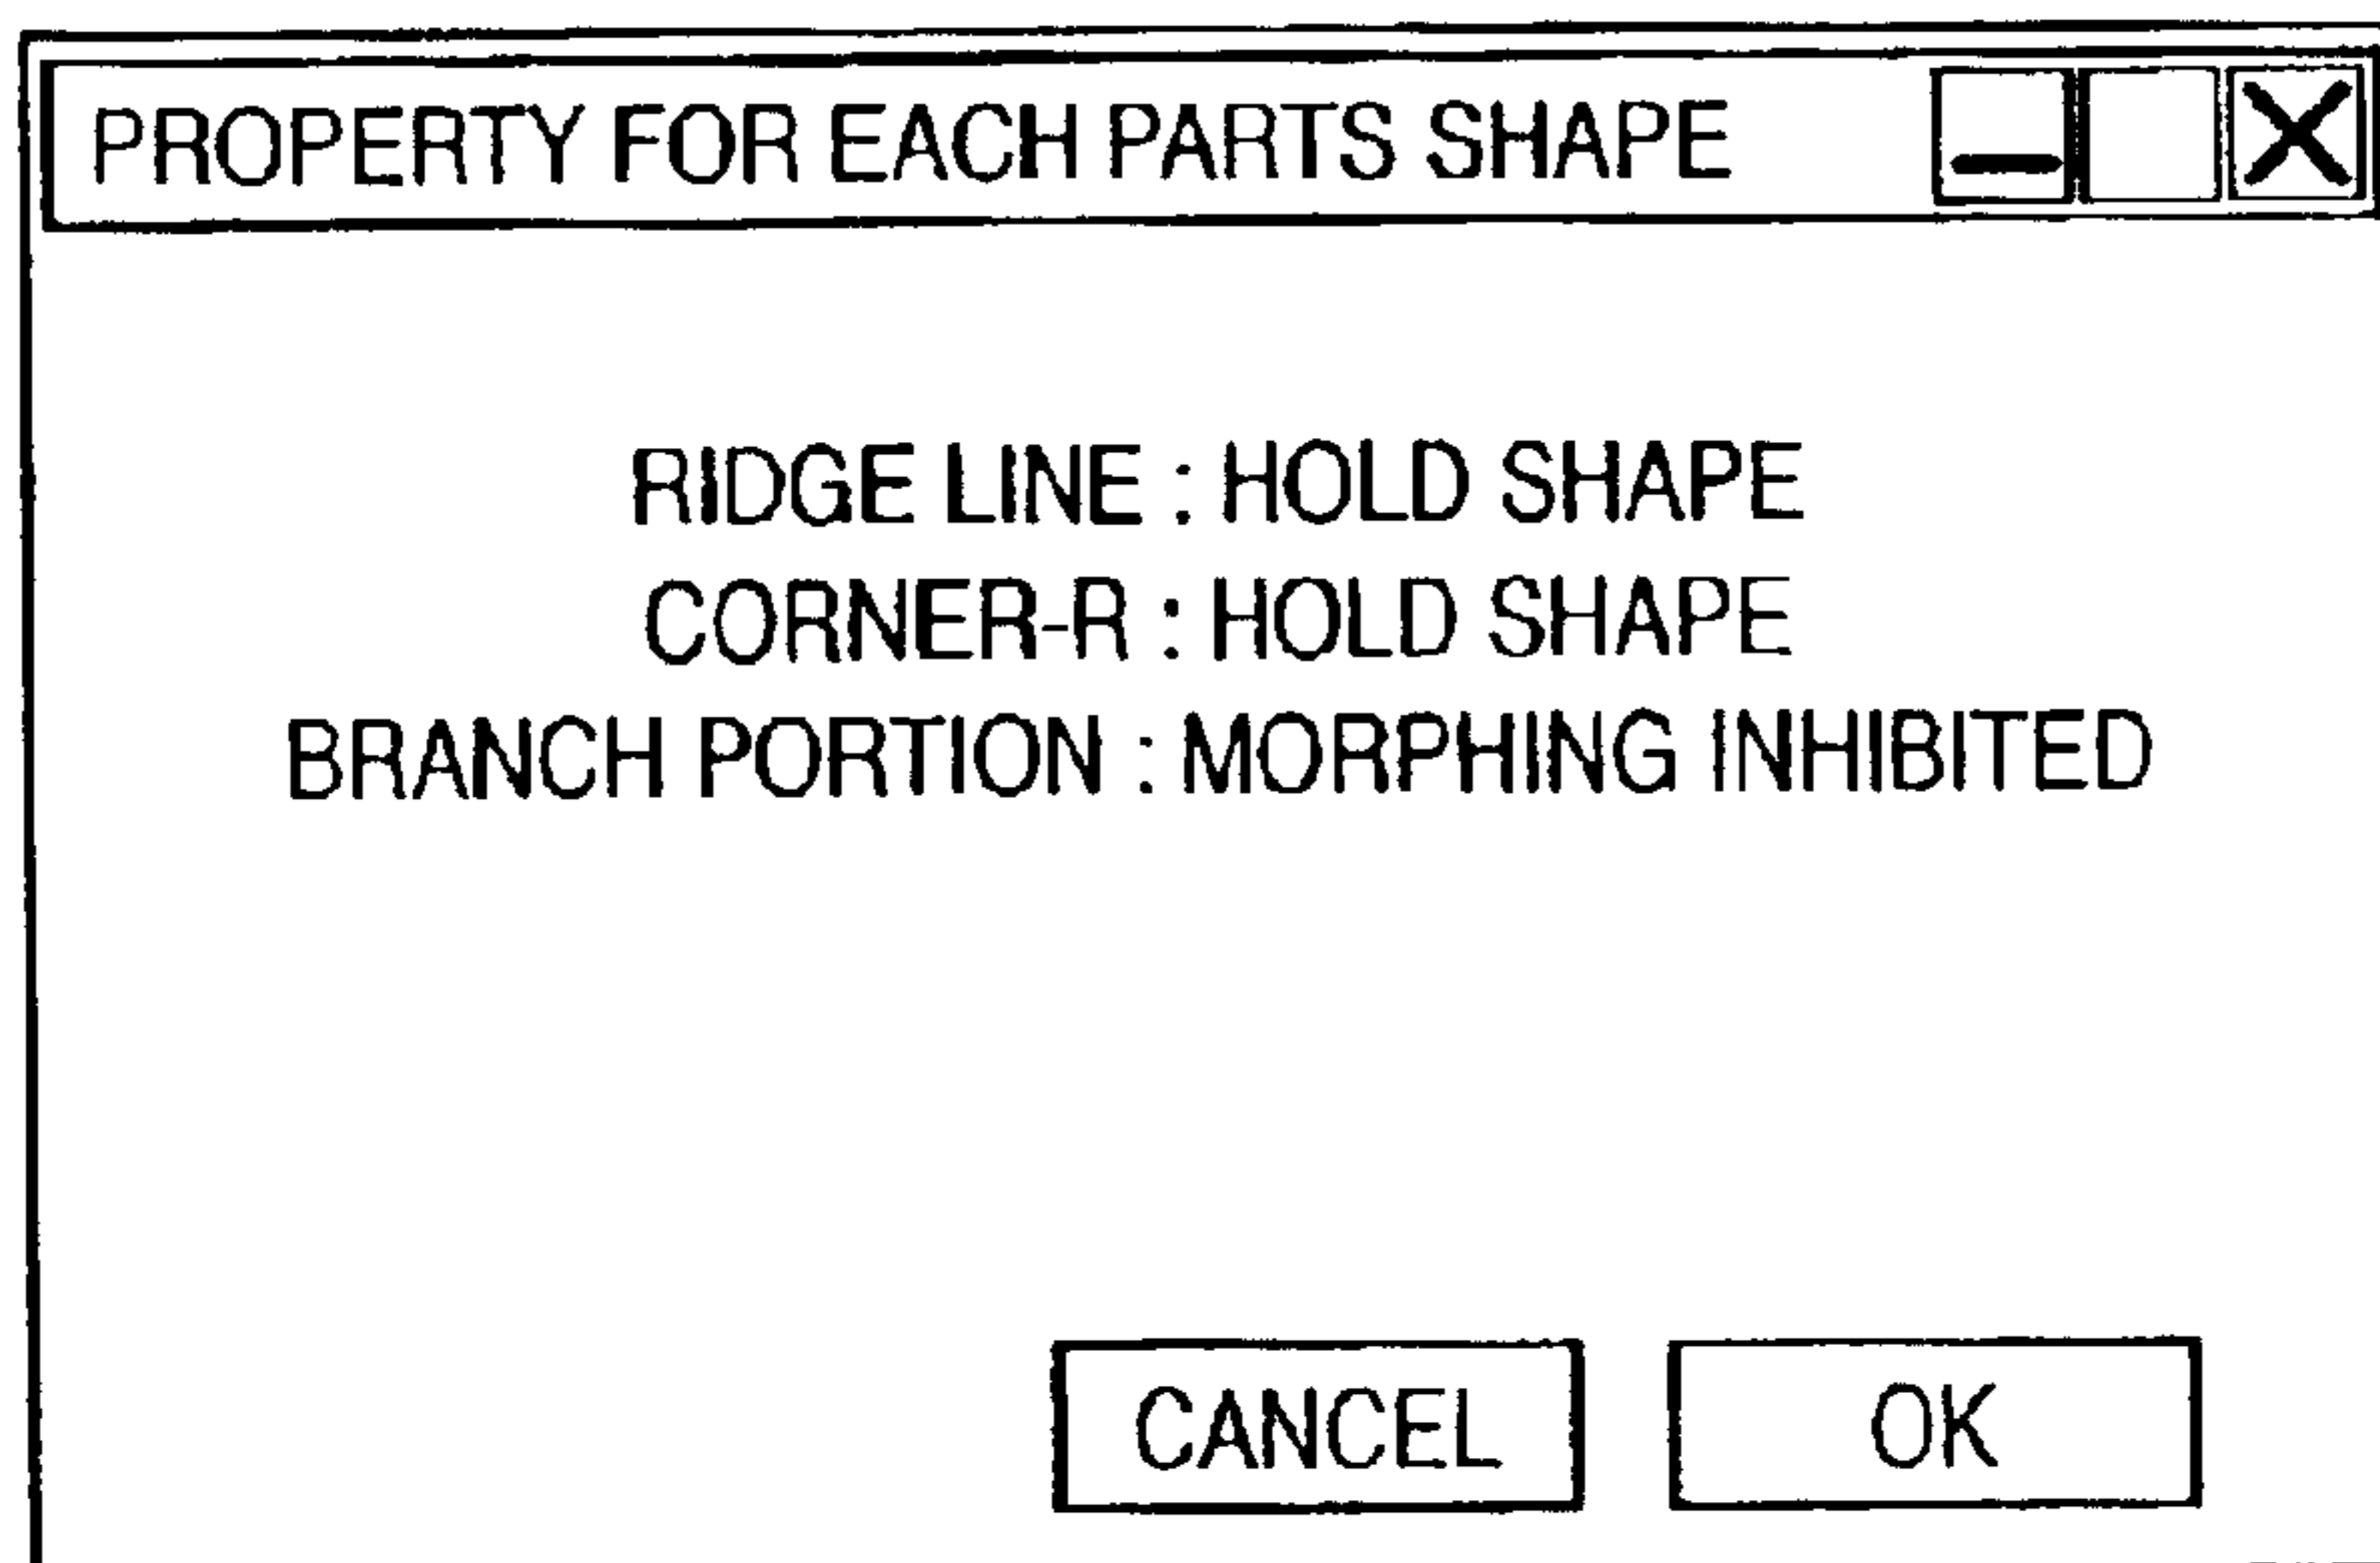 PROPERTY FOR EACH PARTS SHAPE
RIDGE LINE : HOLD SHAPE
CORNER-R : HOLD SHAPE
BRANCH PORTION : MORPHING INHIBITED
CANCEL OK